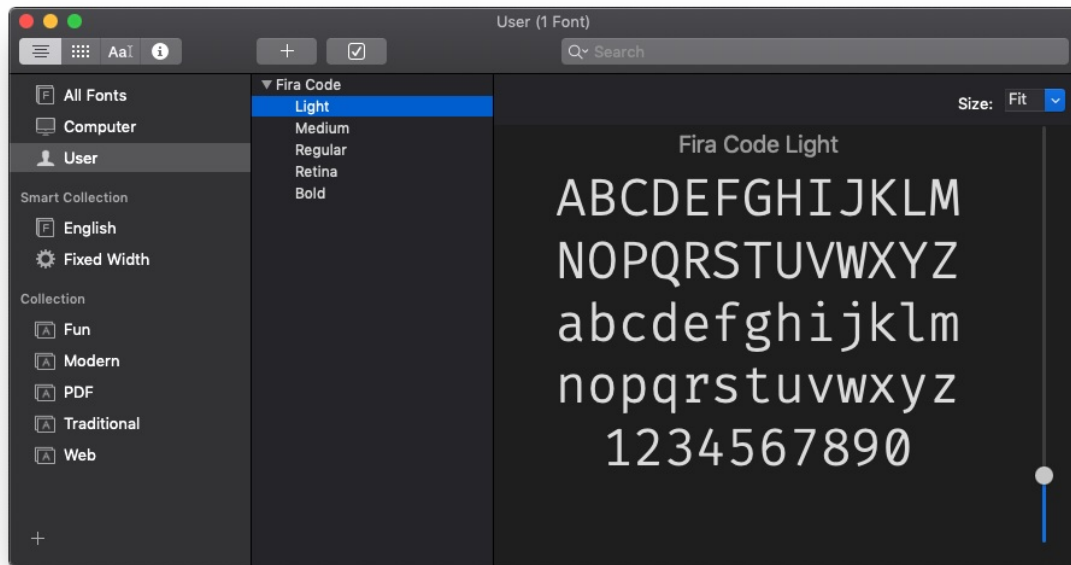 User (1 Font)
AaI
Search
All Fonts
Computer
User
Smart Collection
English
Fixed Width
Collection
Fun
Modern
PDF
Traditional
Web
Fira Code
Light
Medium
Regular
Retina
Bold
Size: Fit
Fira Code Light
ABCDEFGHIJKLM
NOPQRSTUVWXYZ
abcdefghijklm
nopqrstuvwxyz
1234567890